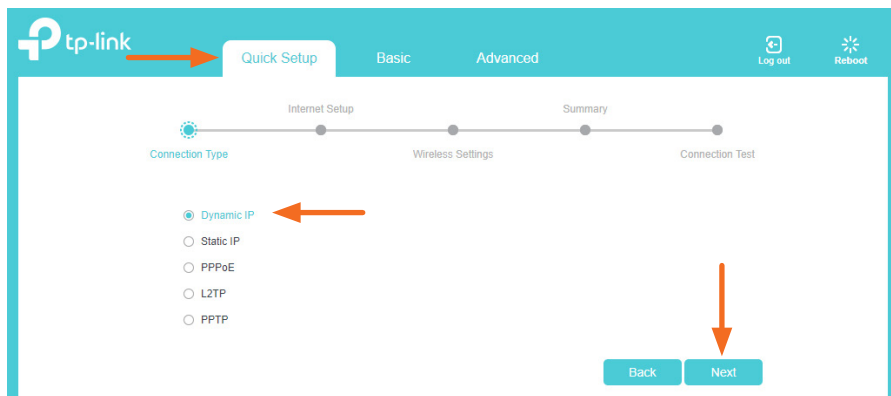 tp-link
Quick Setup Basic Advanced
Log out Reboot
Internet Setup Summary
Connection Type Wireless Settings Connection Test
Dynamic IP
Static IP
PPPoE
L2TP
PPTP
Back Next